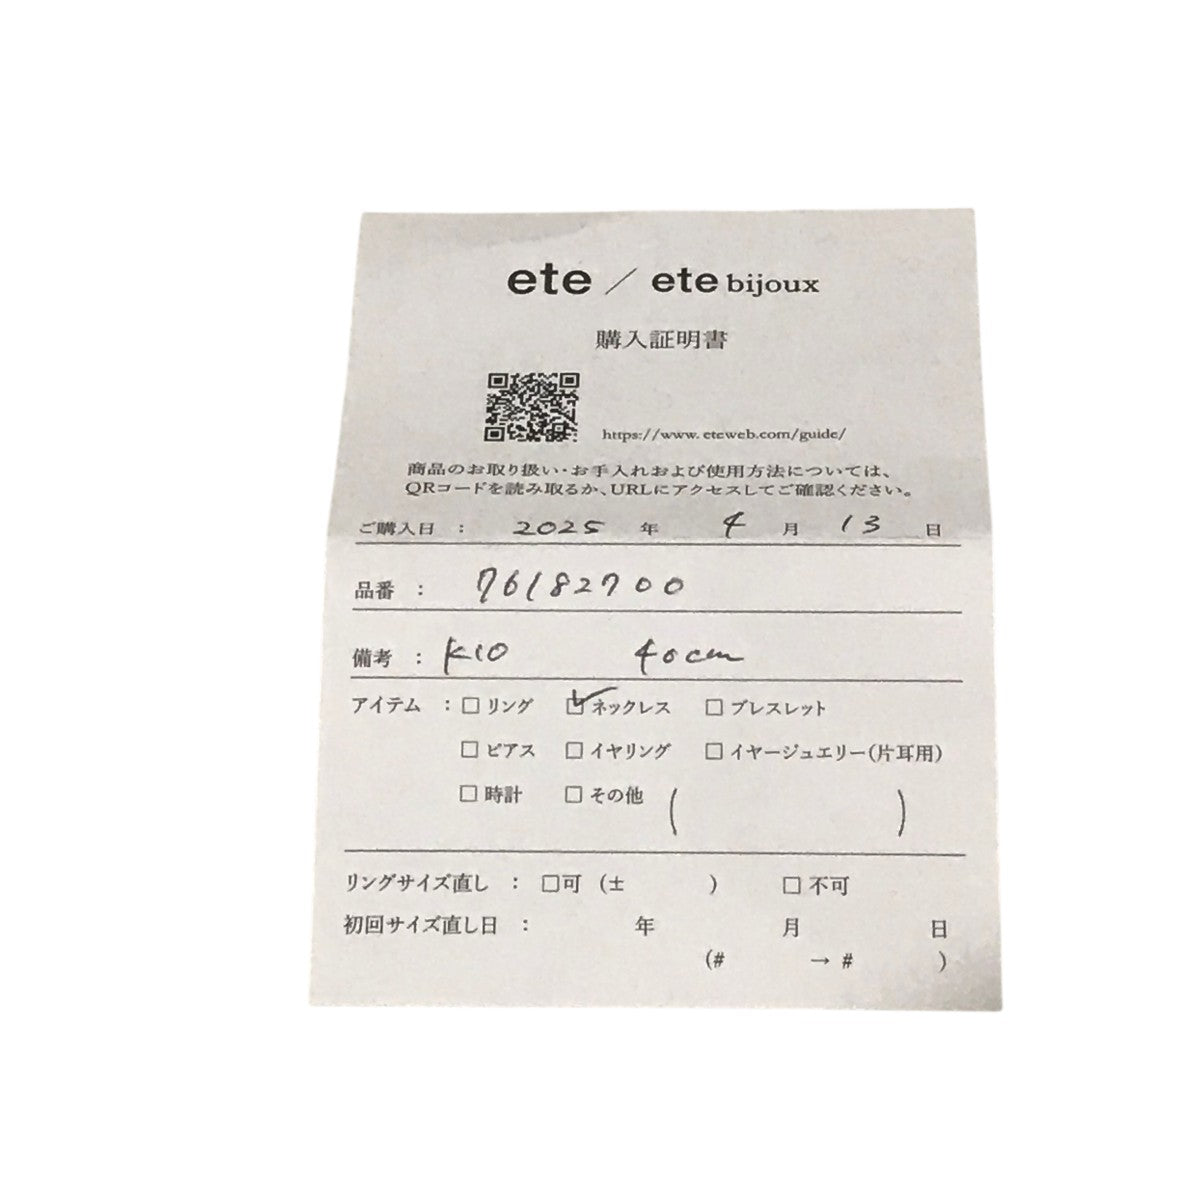 ete / ete bijoux
購入証明書
https://www.eteweb.com/guide/
商品のお取り扱い・お手入れおよび使用方法については、
QRコードを読み取るか、URLにアクセスしてご確認ください。
ご購入日 : 2025 年 4 月 13 日
品番 : 76182700
備考 : K10 40cm
アイテム : □ リング ☑ ネックレス □ ブレスレット
□ ピアス □ イヤリング □ イヤージュエリー(片耳用)
□ 時計 □ その他 ( )
リングサイズ直し : □可 (± ) □ 不可
初回サイズ直し日 : 年 月 日
(# → # )